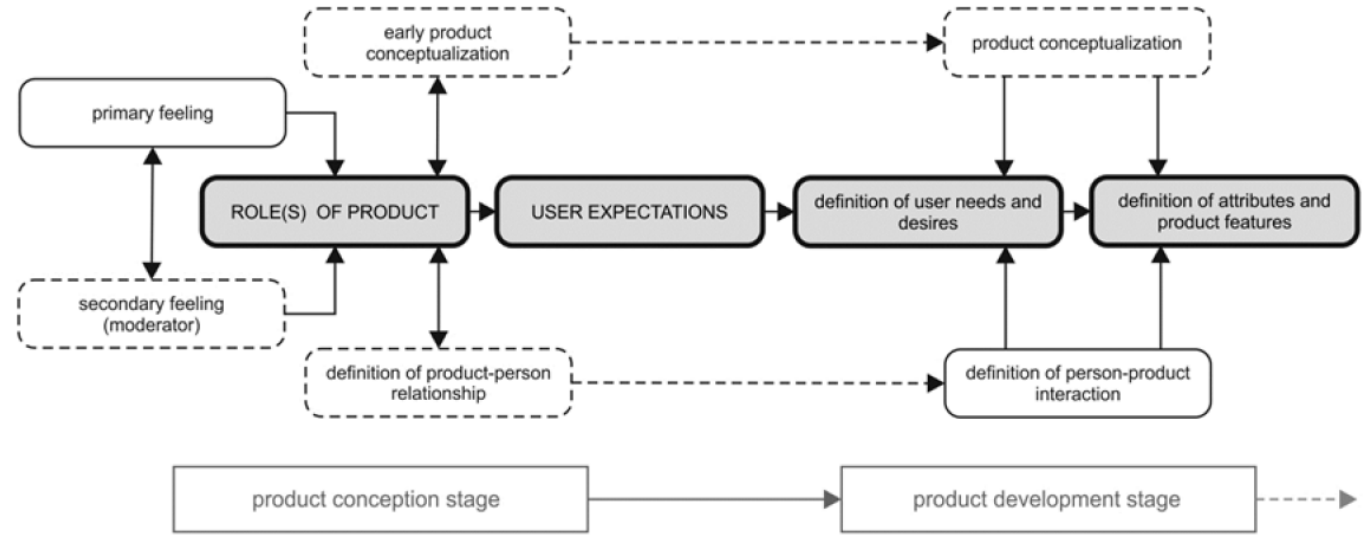 early product
conceptualization
product conceptualization
primary feeling
ROLE(S) OF PRODUCT
USER EXPECTATIONS
definition of user needs and
desires
definition of attributes and
product features
secondary feeling
(moderator)
definition of product-person
relationship
definition of person-product
interaction
product conception stage
product development stage